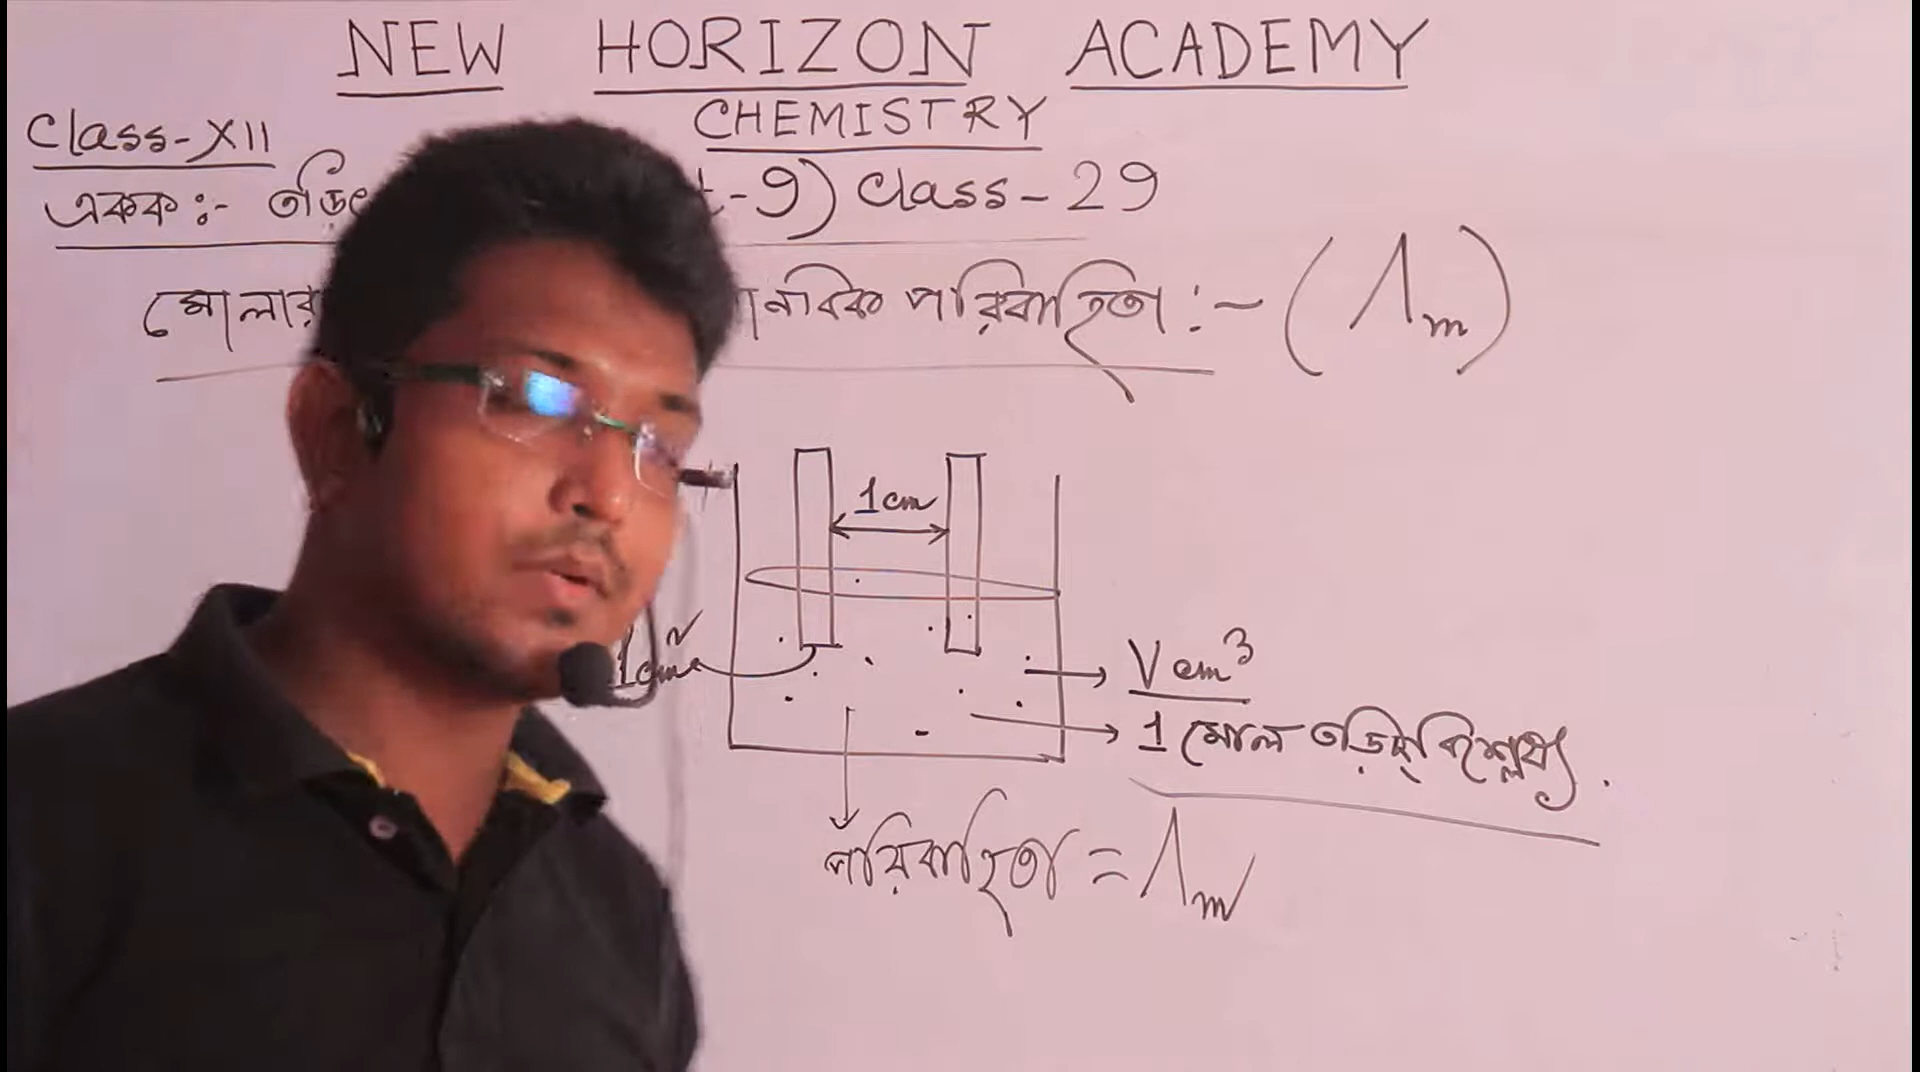 NEW HORIZON ACADEMY
CHEMISTRY
Class-XII
একক:- t-9) Class-29
মোলার পরিবাহিতা :- (Λm)
1cm
1cm²
V cm³
1 মোল তড়িৎবিশ্লেষ্য.
পরিবাহিতা = Λm